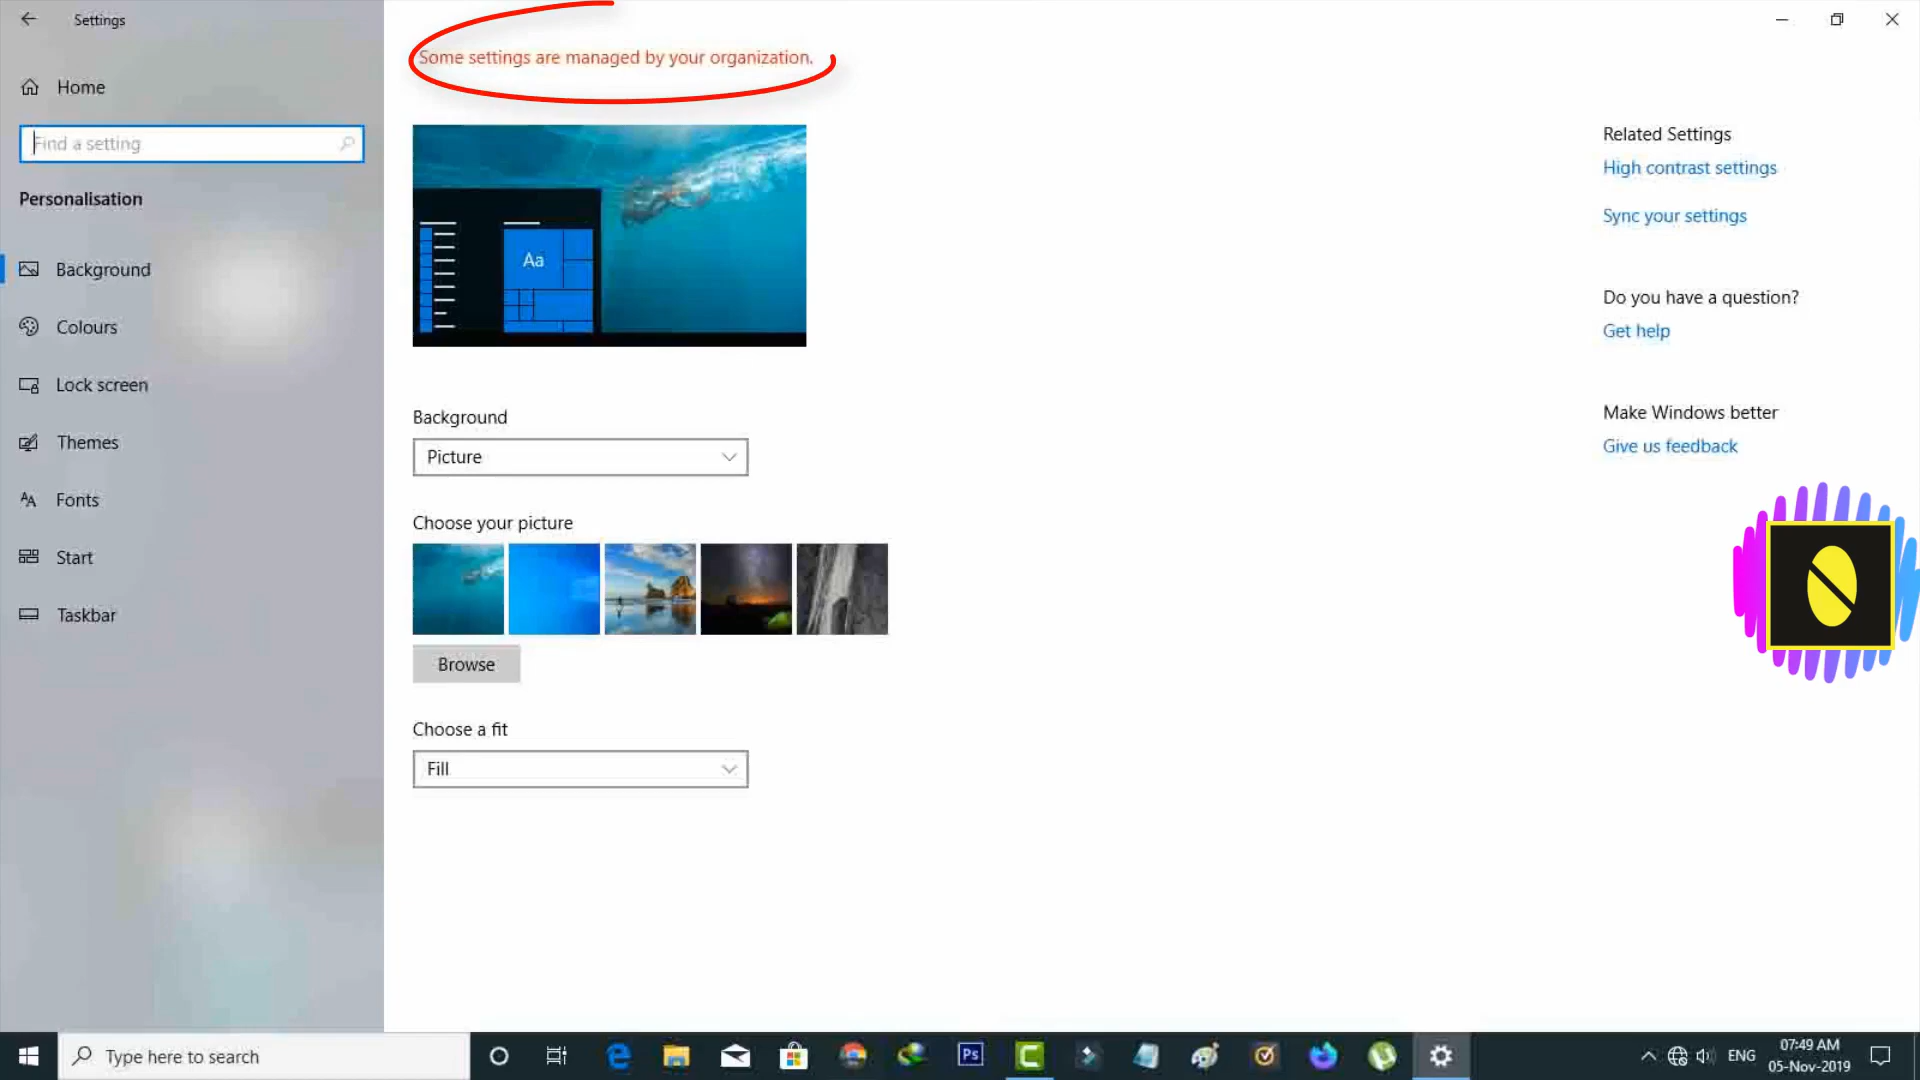 Settings
Home
Find a setting
Personalisation
Background
Colours
Lock screen
Themes
Fonts
Start
Taskbar
Some settings are managed by your organization.
Aa
Background
Picture
Choose your picture
Browse
Choose a fit
Fill
Related Settings
High contrast settings
Sync your settings
Do you have a question?
Get help
Make Windows better
Give us feedback
Type here to search
Ps
ENG
07:49 AM
05-Nov-2019